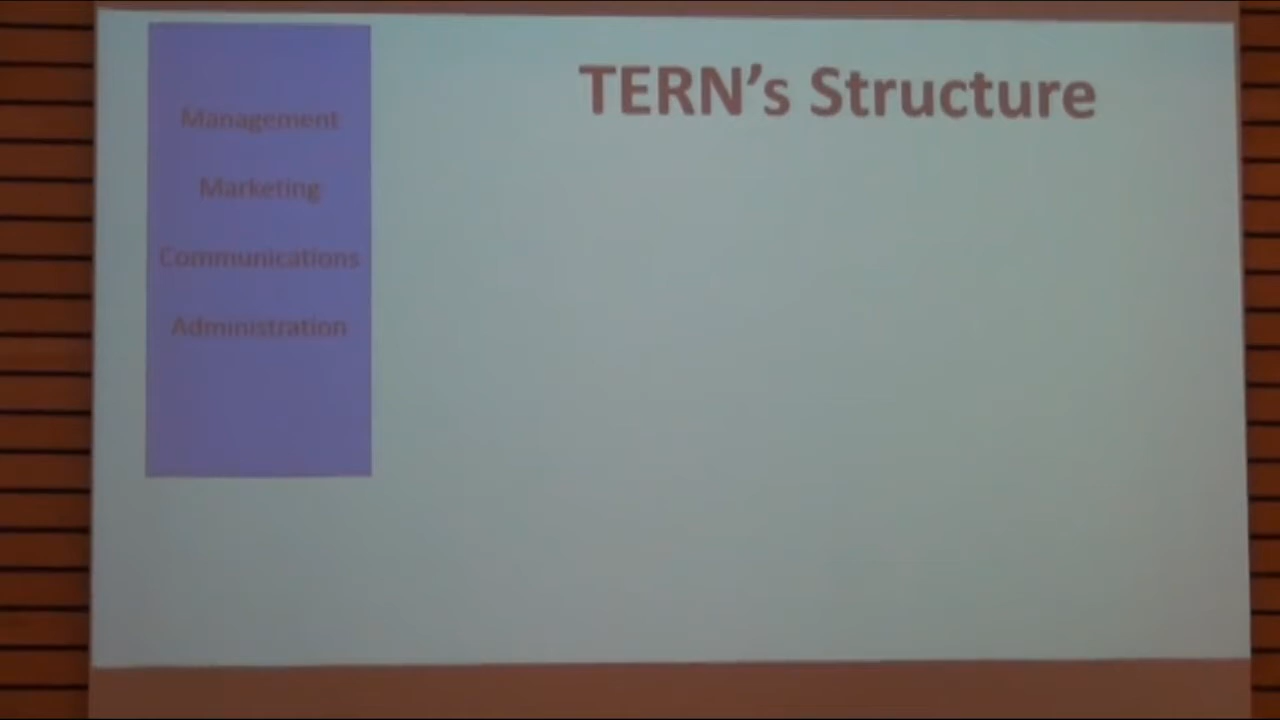 TERN's Structure
Management
Marketing
Communications
Administration